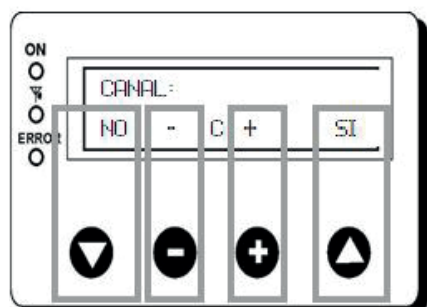 ON
ERROR
CANAL:
NO - C + SI
- +